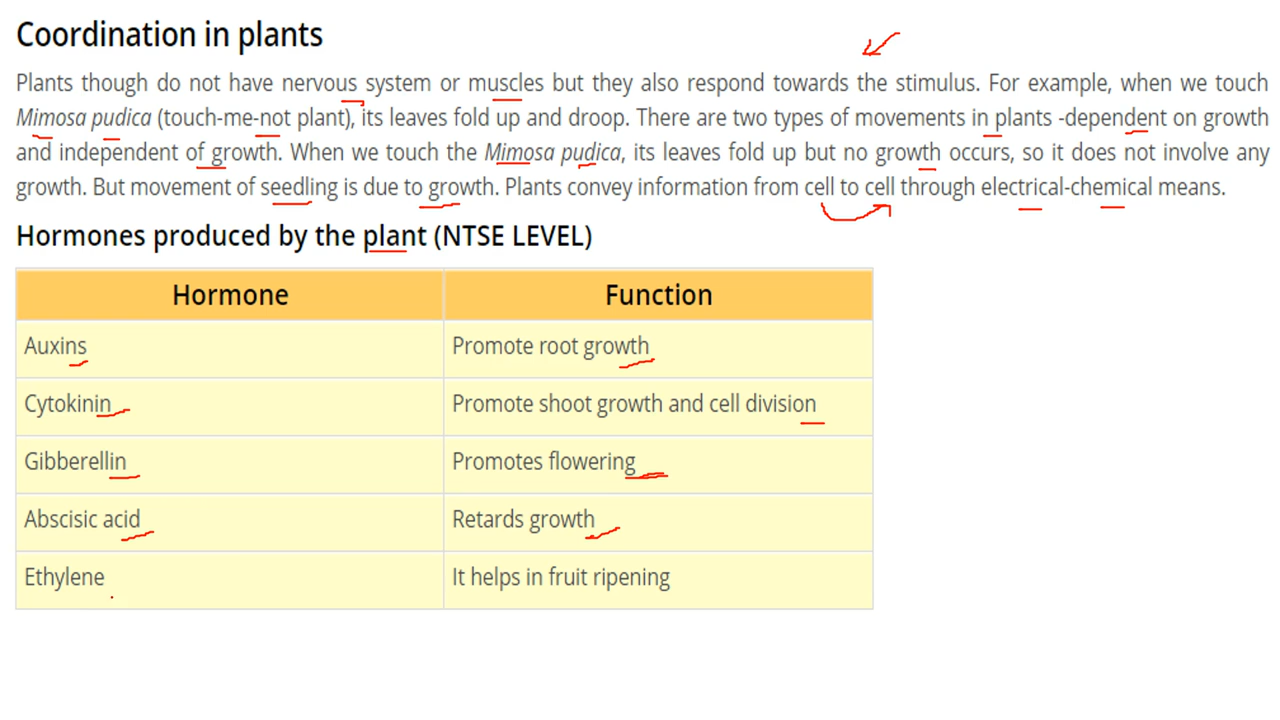 Coordination in plants
Plants though do not have nervous system or muscles but they also respond towards the stimulus. For example, when we touch
Mimosa pudica (touch-me-not plant), its leaves fold up and droop. There are two types of movements in plants -dependent on growth
and independent of growth. When we touch the Mimosa pudica, its leaves fold up but no growth occurs, so it does not involve any
growth. But movement of seedling is due to growth. Plants convey information from cell to cell through electrical-chemical means.
Hormones produced by the plant (NTSE LEVEL)
Hormone Function
Auxins Promote root growth
Cytokinin Promote shoot growth and cell division
Gibberellin Promotes flowering
Abscisic acid Retards growth
Ethylene It helps in fruit ripening